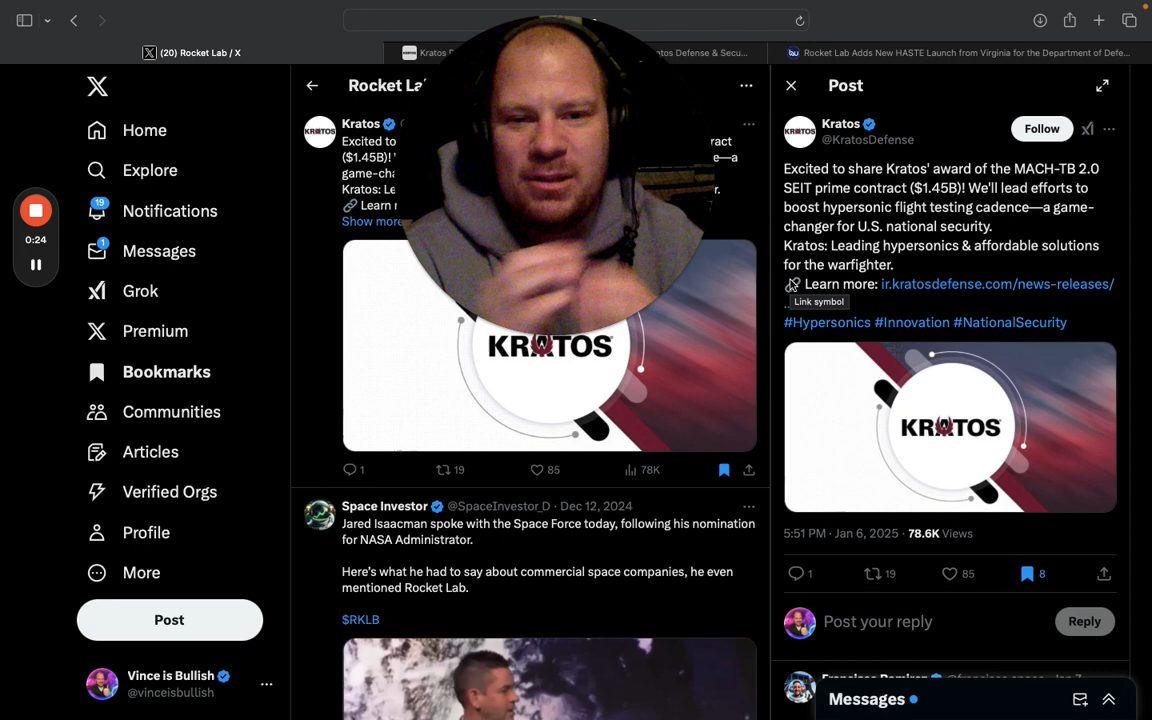 (20) Rocket Lab / X
Kratos
tos Defense & Secu...
Rocket Lab Adds New HASTE Launch from Virginia for the Department of Defe...
Home
Explore
19
Notifications
1
Messages
Grok
Premium
Bookmarks
Communities
Articles
Verified Orgs
Profile
More
Post
Vince is Bullish
@vinceisbullish
0:24
Rocket La
KRATOS
Kratos
Excited to
ract
($1.45B)!
e—a
game-cha
Kratos: Le
r.
Learn
Show more
KRATOS
1
19
85
78K
Space Investor @SpaceInvestor_D · Dec 12, 2024
Jared Isaacman spoke with the Space Force today, following his nomination
for NASA Administrator.
Here's what he had to say about commercial space companies, he even
mentioned Rocket Lab.
$RKLB
Post
KRATOS
Kratos
@KratosDefense
Follow
Excited to share Kratos' award of the MACH-TB 2.0
SEIT prime contract ($1.45B)! We'll lead efforts to
boost hypersonic flight testing cadence—a game-
changer for U.S. national security.
Kratos: Leading hypersonics & affordable solutions
for the warfighter.
Learn more: ir.kratosdefense.com/news-releases/
Link symbol
#Hypersonics #Innovation #NationalSecurity
KRATOS
5:51 PM · Jan 6, 2025 · 78.6K Views
1
19
85
8
Post your reply
Reply
Messages